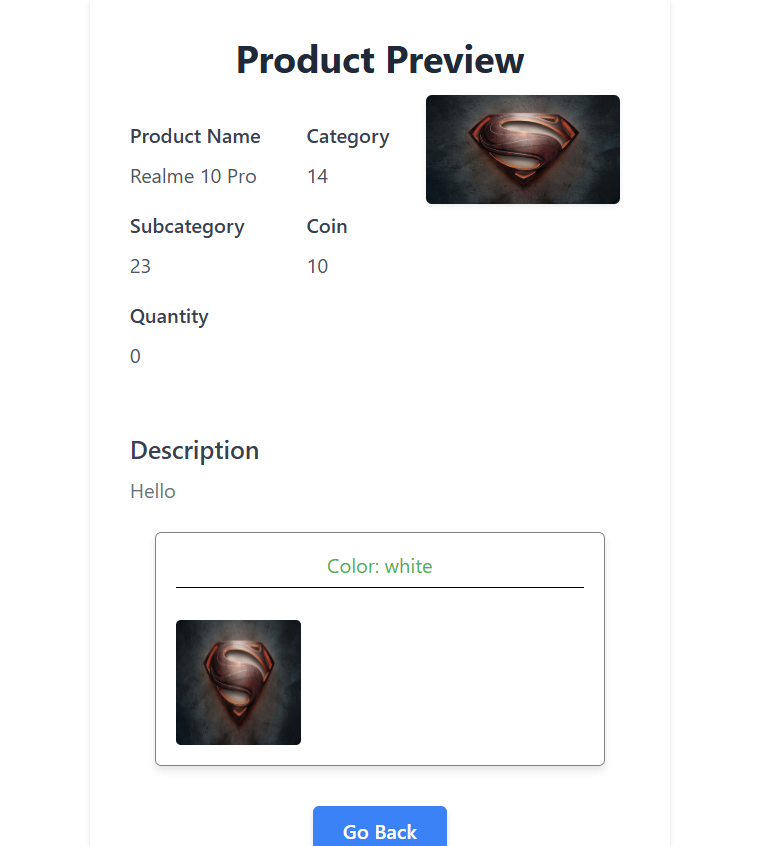 Product Preview
Product Name Category
Realme 10 Pro 14
Subcategory Coin
23 10
Quantity
0
Description
Hello
Color: white
Go Back